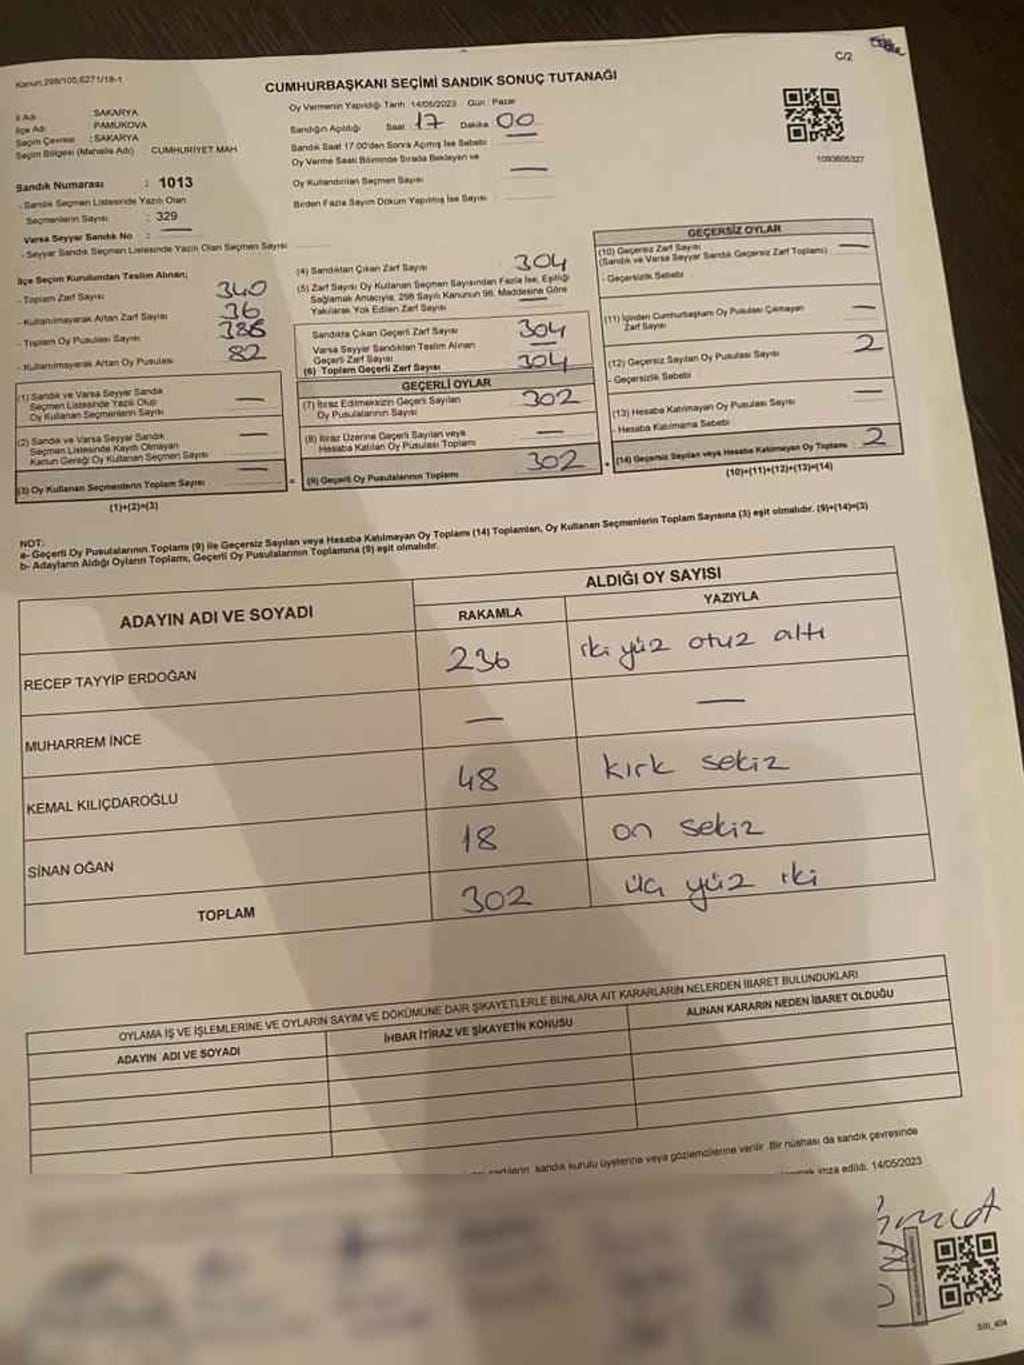 Kanun;298/100,6271/18-1
C/2
CUMHURBAŞKANI SEÇİMİ SANDIK SONUÇ TUTANAĞI
İl Adı : SAKARYA
İlçe Adı : PAMUKOVA
Seçim Çevresi : SAKARYA
Seçim Bölgesi (Mahalle Adı) CUMHURİYET MAH
Sandık Numarası : 1013
- Sandık Seçmen Listesinde Yazılı Olan
Seçmenlerin Sayısı : 329
Varsa Seyyar Sandık No : —
- Seyyar Sandık Seçmen Listesinde Yazılı Olan Seçmen Sayısı
Oy Vermenin Yapıldığı Tarih :14/05/2023 Gün : Pazar
Sandığın Açıldığı Saat : 17 Dakika : 00
Sandık Saat 17:00'den Sonra Açımış İse Sebebi : —
Oy Verme Saati Bitiminde Sırada Bekleyen ve
Oy Kullandırılan Seçmen Sayısı —
Birden Fazla Sayım Döküm Yapılmış İse Sayısı :
1093605327
İlçe Seçim Kurulundan Teslim Alınan;
- Toplam Zarf Sayısı 340
- Kullanılmayarak Artan Zarf Sayısı 36
- Toplam Oy Pusulası Sayısı 386
- Kullanılmayarak Artan Oy Pusulası 82
(1) Sandık ve Varsa Seyyar Sandık
Seçmen Listesinde Yazılı Olup
Oy Kullanan Seçmenlerin Sayısı —
(2) Sandık ve Varsa Seyyar Sandık
Seçmen Listesinde Kayıtlı Olmayan
Kanun Gereği Oy Kullanan Seçmen Sayısı —
(3) Oy Kullanan Seçmenlerin Toplam Sayısı —
(1)+(2)=(3)
(4) Sandıktan Çıkan Zarf Sayısı 304
(5) Zarf Sayısı Oy Kullanan Seçmen Sayısından Fazla İse, Eşitliği
Sağlamak Amacıyla, 298 Sayılı Kanunun 98. Maddesine Göre
Yakılarak Yok Edilen Zarf Sayısı —
Sandıkta Çıkan Geçerli Zarf Sayısı 304
Varsa Seyyar Sandıktan Teslim Alınan
Geçerli Zarf Sayısı —
(6) Toplam Geçerli Zarf Sayısı 304
GEÇERLİ OYLAR
(7) İtiraz Edilmeksizin Geçerli Sayılan
Oy Pusulalarının Sayısı 302
(8) İtiraz Üzerine Geçerli Sayılan veya
Hesaba Katılan Oy Pusulası Toplamı —
= (9) Geçerli Oy Pusulalarının Toplamı 302
GEÇERSİZ OYLAR
(10) Geçersiz Zarf Sayısı —
(Sandık ve Varsa Seyyar Sandık Geçersiz Zarf Toplamı)
- Geçersizlik Sebebi
(11) İçinden Cumhurbaşkanı Oy Pusulası Çıkmayan
Zarf Sayısı —
(12) Geçersiz Sayılan Oy Pusulası Sayısı 2
- Geçersizlik Sebebi
(13) Hesaba Katılmayan Oy Pusulası Sayısı —
- Hesaba Katılmama Sebebi
+ (14) Geçersiz Sayılan veya Hesaba Katılmayan Oy Toplamı : 2
(10)+(11)+(12)+(13)=(14)
NOT:
a- Geçerli Oy Pusulalarının Toplamı (9) ile Geçersiz Sayılan veya Hesaba Katılmayan Oy Toplamı (14) Toplamları, Oy Kullanan Seçmenlerin Toplam Sayısına (3) eşit olmalıdır. (9)+(14)=(3)
b- Adayların Aldığı Oyların Toplamı, Geçerli Oy Pusulalarının Toplamına (9) eşit olmalıdır.
ADAYIN ADI VE SOYADI
ALDIĞI OY SAYISI
RAKAMLA YAZIYLA
RECEP TAYYİP ERDOĞAN 236 iki yüz otuz altı
MUHARREM İNCE — —
KEMAL KILIÇDAROĞLU 48 kırk sekiz
SİNAN OĞAN 18 on sekiz
TOPLAM 302 üç yüz iki
OYLAMA İŞ VE İŞLEMLERİNE VE OYLARIN SAYIM VE DÖKÜMÜNE DAİR ŞİKAYETLERLE BUNLARA AİT KARARLARIN NELERDEN İBARET BULUNDUKLARI
ADAYIN ADI VE SOYADI İHBAR İTİRAZ VE ŞİKAYETİN KONUSU ALINAN KARARIN NEDEN İBARET OLDUĞU
sandık kurulu üyelerine veya gözlemcilerine verilir. Bir nüshası da sandık çevresinde
imza edildi. 14/05/2023